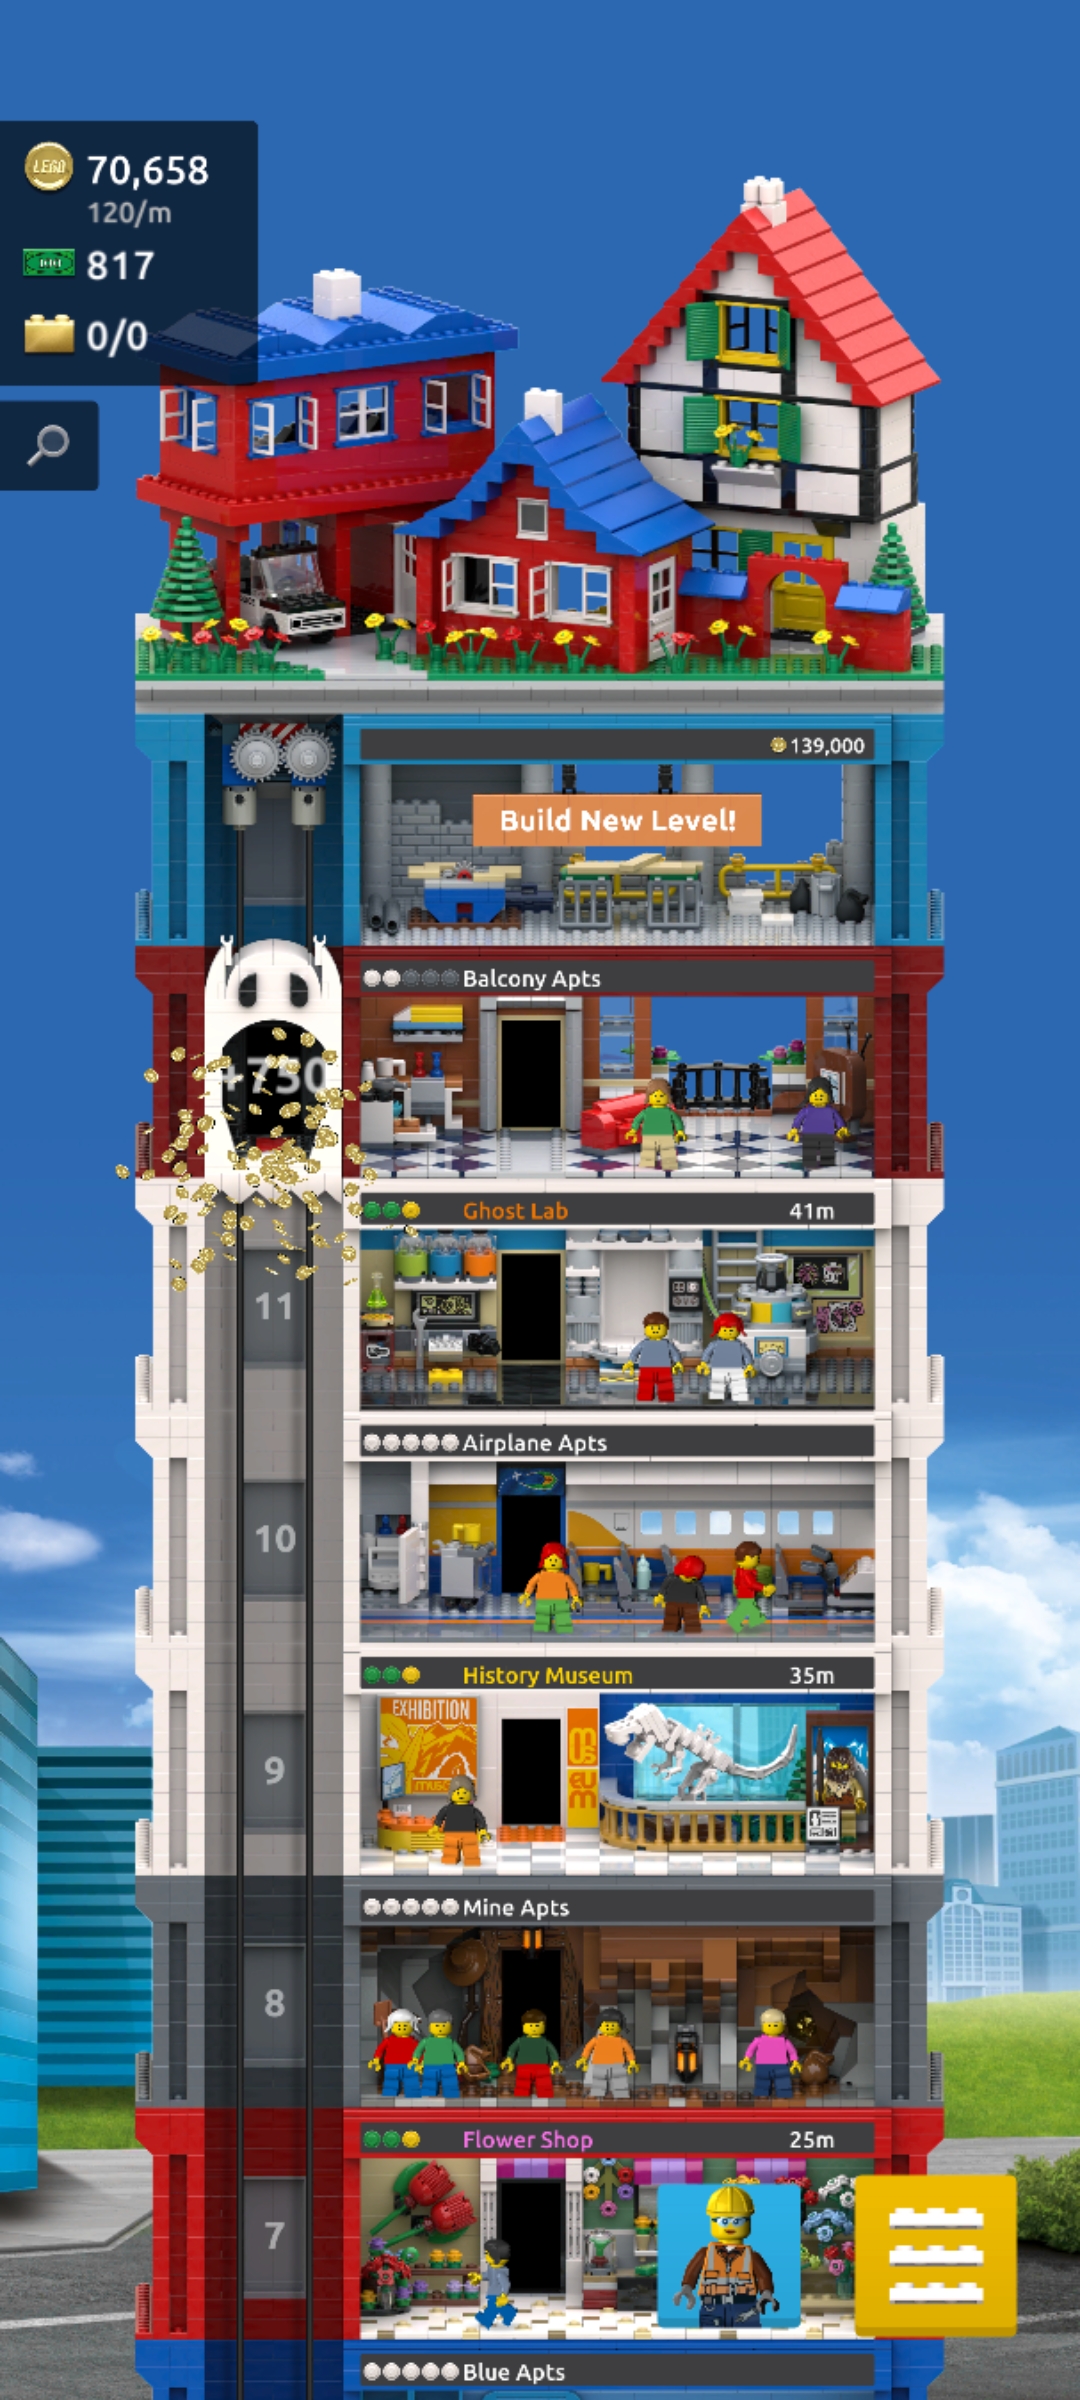 LEGO
70,658
120/m
817
0/0
139,000
Build New Level!
Balcony Apts
+750
Ghost Lab 41m
11
Airplane Apts
10
History Museum 35m
EXHIBITION
MUSEUM
9
Mine Apts
8
Flower Shop 25m
7
Blue Apts